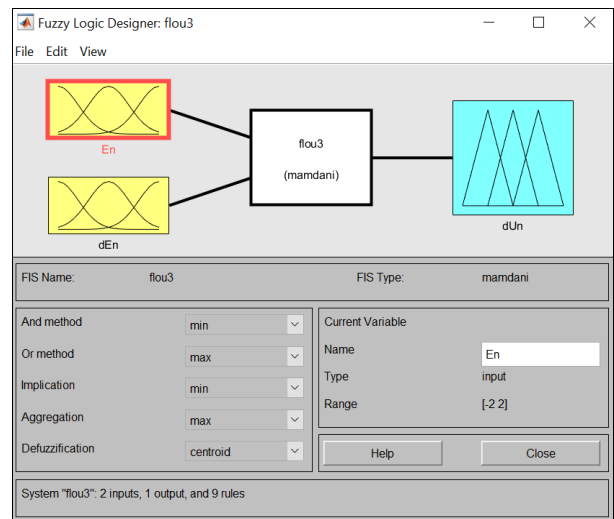 Fuzzy Logic Designer: flou3
File Edit View
En
flou3
(mamdani)
dEn
dUn
FIS Name: flou3 FIS Type: mamdani
And method min
Or method max
Implication min
Aggregation max
Defuzzification centroid
Current Variable
Name En
Type input
Range [-2 2]
Help Close
System "flou3": 2 inputs, 1 output, and 9 rules